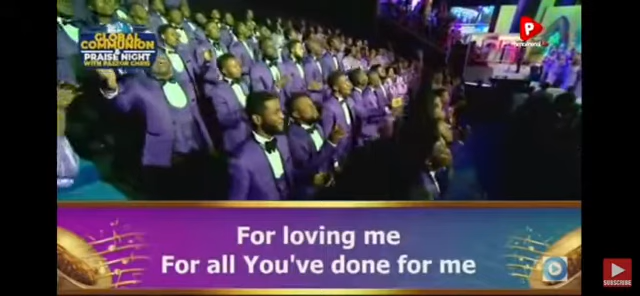 GLOBAL
COMMUNION
PRAISE NIGHT
WITH PASTOR CHRIS
For loving me
For all You've done for me
SUBSCRIBE